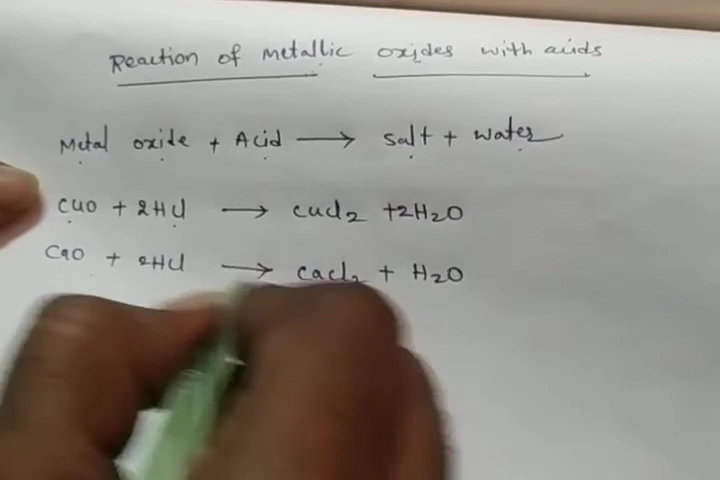 Reaction of metallic oxides with acids
Metal oxide + Acid → salt + water
CuO + 2HCl → CuCl2 + 2H2O
CaO + 2HCl → CaCl2 + H2O